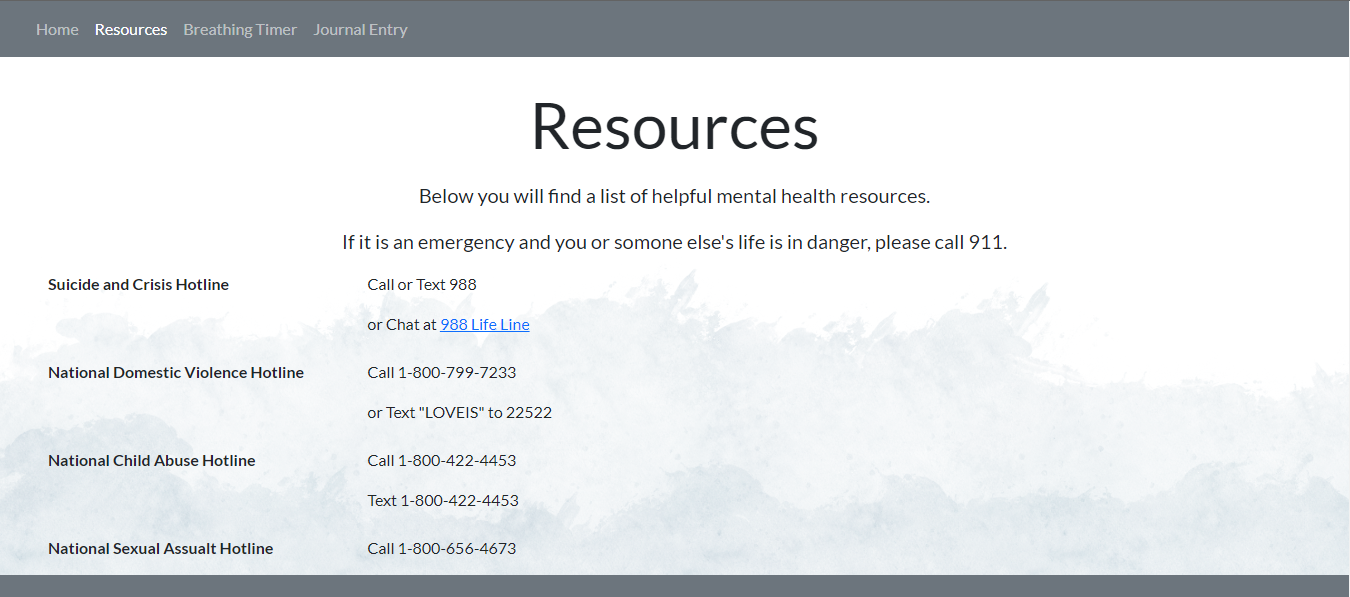 Home Resources Breathing Timer Journal Entry
Resources
Below you will find a list of helpful mental health resources.
If it is an emergency and you or somone else's life is in danger, please call 911.
Suicide and Crisis Hotline Call or Text 988
or Chat at 988 Life Line
National Domestic Violence Hotline Call 1-800-799-7233
or Text "LOVEIS" to 22522
National Child Abuse Hotline Call 1-800-422-4453
Text 1-800-422-4453
National Sexual Assualt Hotline Call 1-800-656-4673